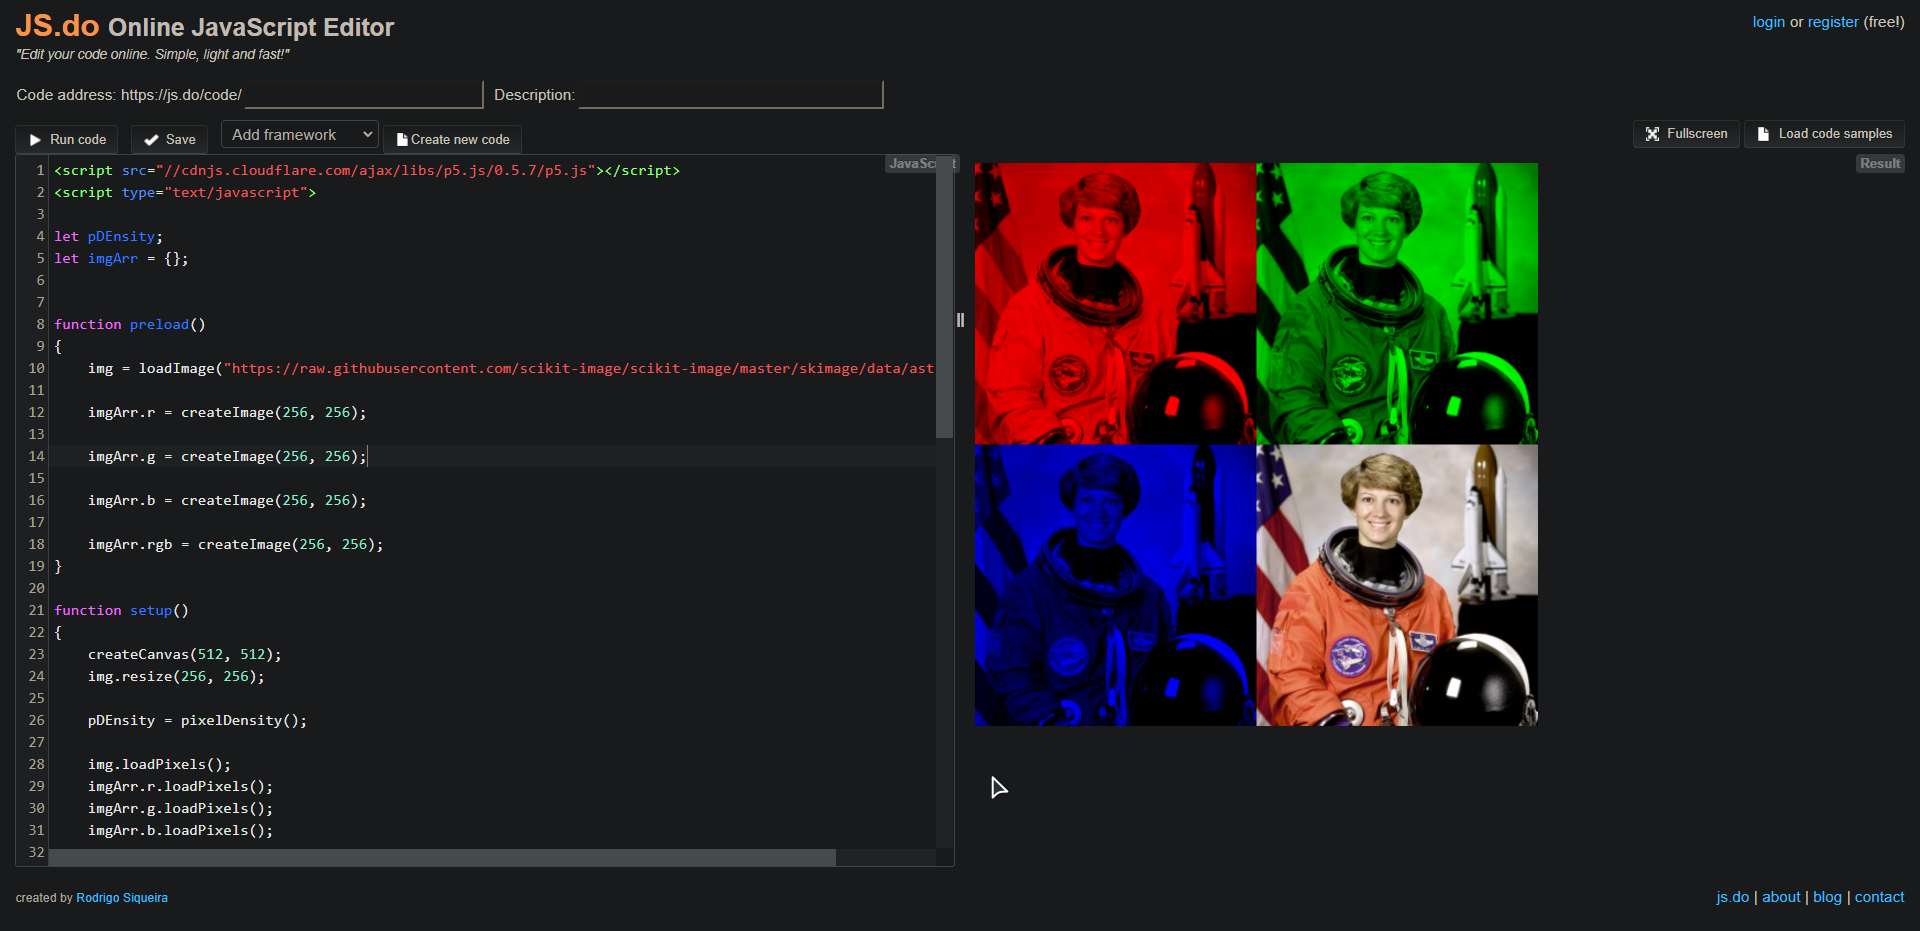 JS.do Online JavaScript Editor
"Edit your code online. Simple, light and fast!"
login or register (free!)
Code address: https://js.do/code/ Description:
Run code Save Add framework Create new code
Fullscreen Load code samples
JavaScript
Result
1 <script src="//cdnjs.cloudflare.com/ajax/libs/p5.js/0.5.7/p5.js"></script>
2 <script type="text/javascript">
3
4 let pDEnsity;
5 let imgArr = {};
6
7
8 function preload()
9 {
10 img = loadImage("https://raw.githubusercontent.com/scikit-image/scikit-image/master/skimage/data/ast
11
12 imgArr.r = createImage(256, 256);
13
14 imgArr.g = createImage(256, 256);
15
16 imgArr.b = createImage(256, 256);
17
18 imgArr.rgb = createImage(256, 256);
19 }
20
21 function setup()
22 {
23 createCanvas(512, 512);
24 img.resize(256, 256);
25
26 pDEnsity = pixelDensity();
27
28 img.loadPixels();
29 imgArr.r.loadPixels();
30 imgArr.g.loadPixels();
31 imgArr.b.loadPixels();
32
created by Rodrigo Siqueira
js.do | about | blog | contact